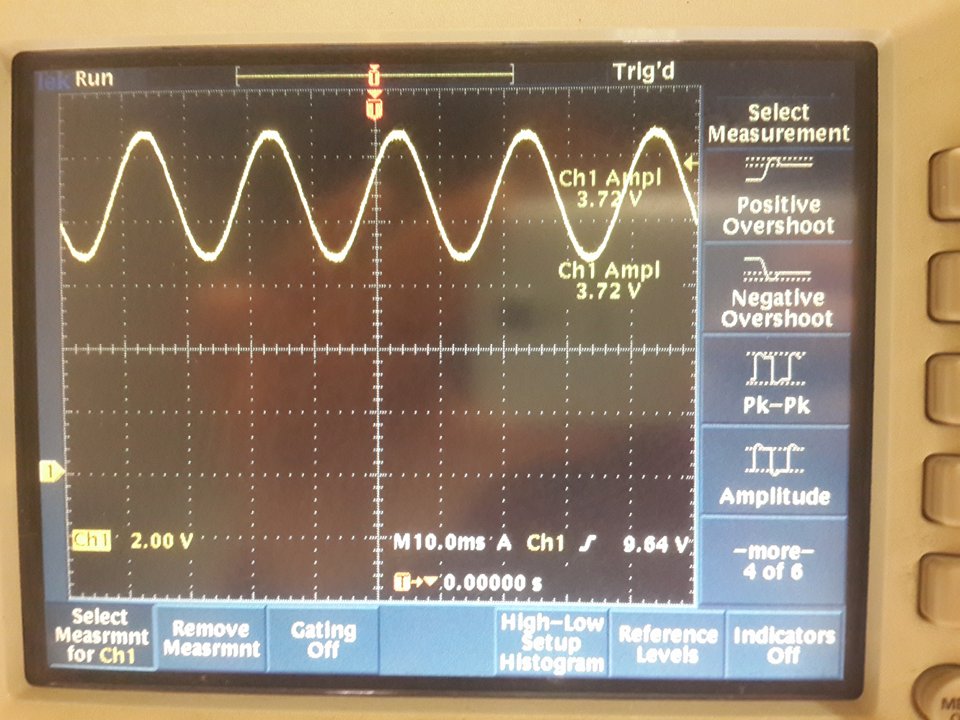 Tek Run
Trig'd
T
T
Select
Measurement
Ch1 Ampl
3.72 V
Positive
Overshoot
Ch1 Ampl
3.72 V
Negative
Overshoot
Pk-Pk
1
Amplitude
Ch1 2.00 V
M10.0ms A Ch1 9.64 V
-more-
4 of 6
T 0.00000 s
Select
Measrmnt
for Ch1
Remove
Measrmnt
Gating
Off
High-Low
Setup
Histogram
Reference
Levels
Indicators
Off